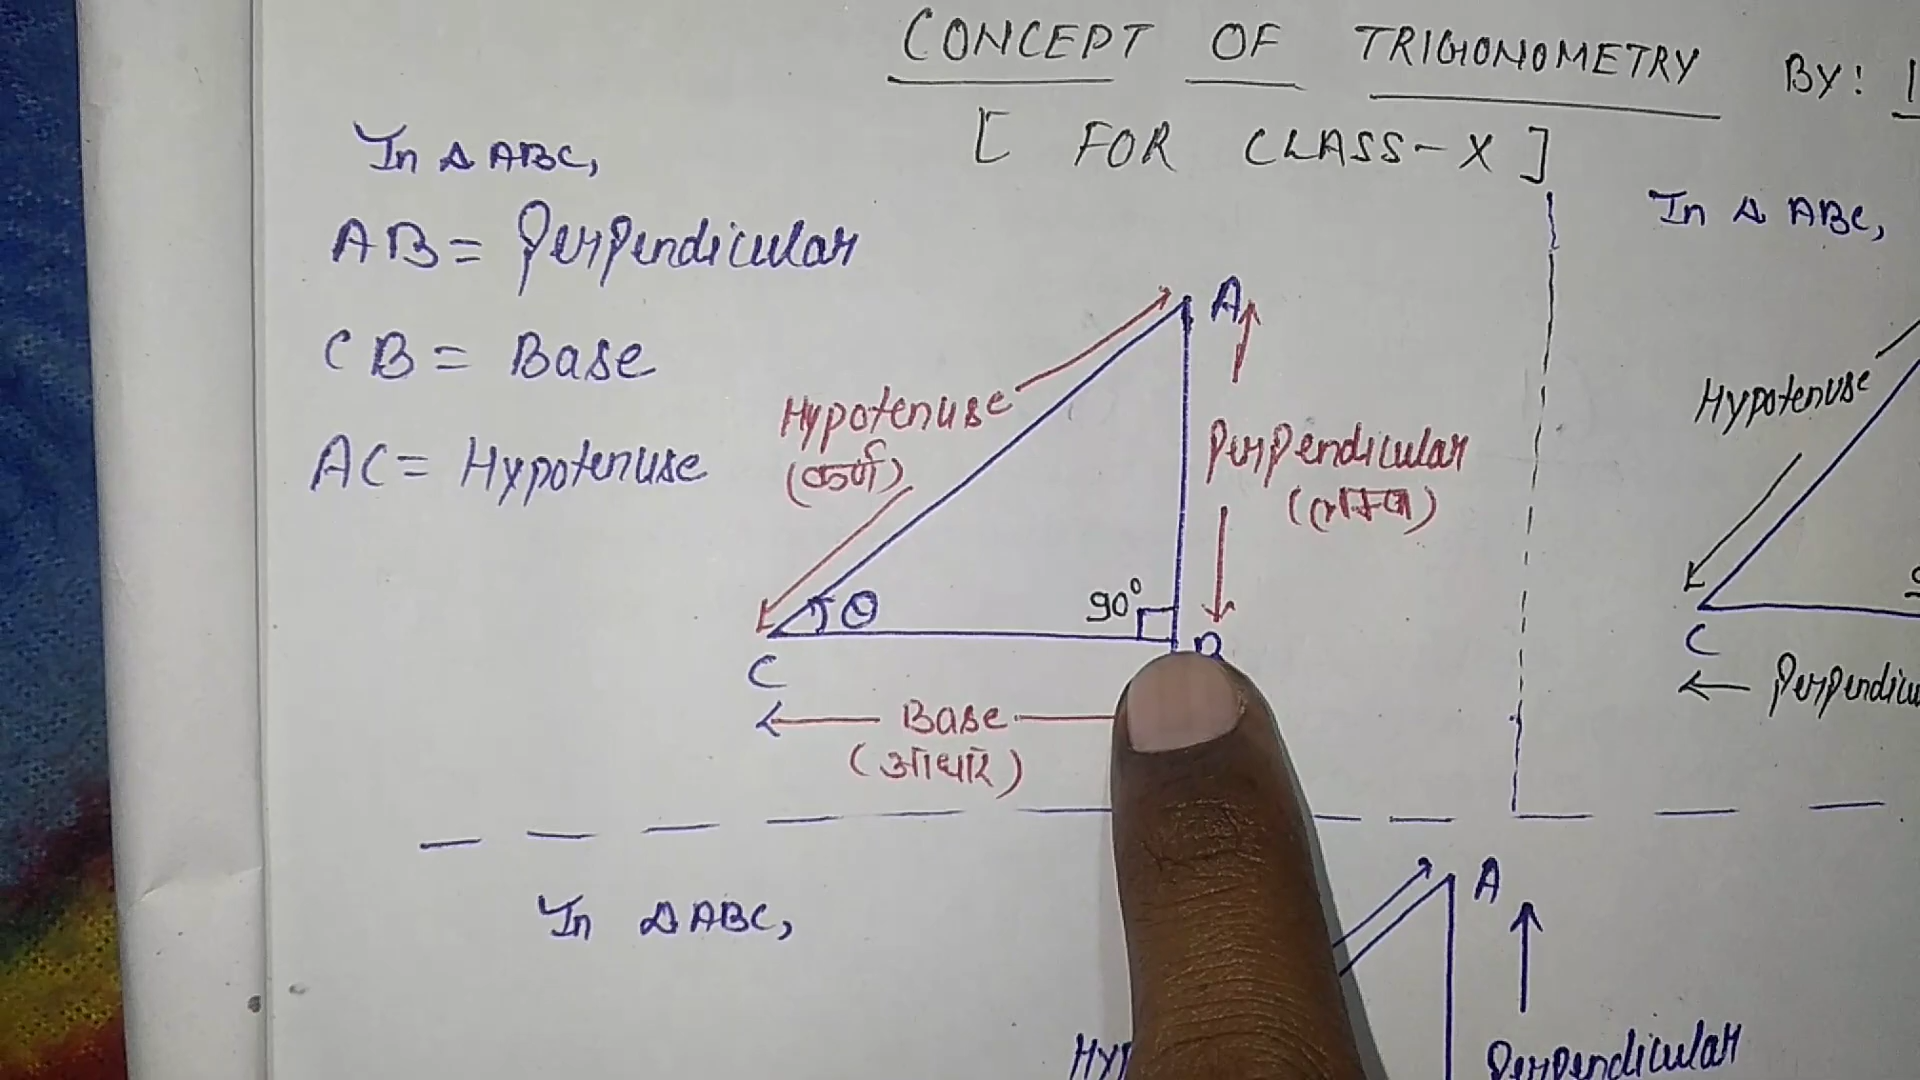 CONCEPT OF TRIGONOMETRY BY:
[ FOR CLASS-X ]
In Δ ABC,
AB = Perpendicular
CB = Base
AC = Hypotenuse
A
Hypotenuse
(कर्ण)
Perpendicular
(लम्ब)
θ
90°
C
B
Base
(आधार)
In Δ ABC,
Hypotenuse
C
In Δ ABC,
A
Perpendicular